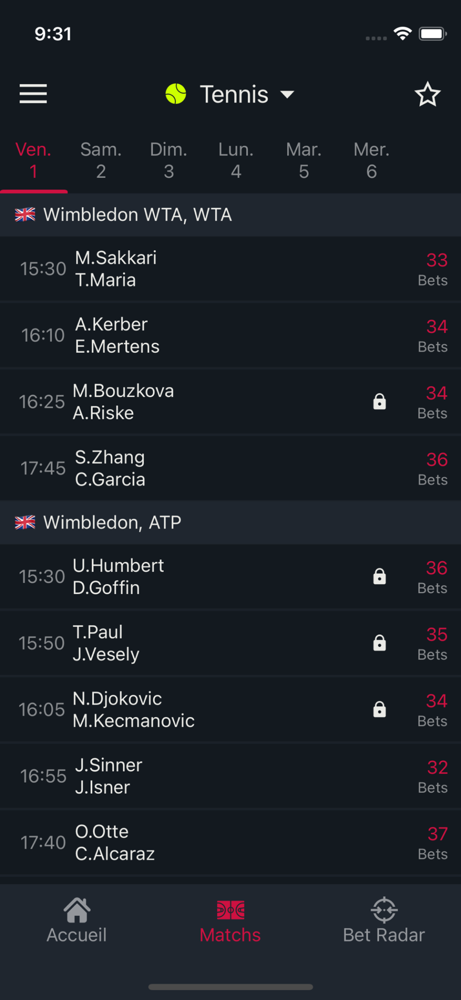 9:31
Tennis
Ven. Sam. Dim. Lun. Mar. Mer.
1 2 3 4 5 6
Wimbledon WTA, WTA
15:30 M.Sakkari 33
T.Maria Bets
16:10 A.Kerber 34
E.Mertens Bets
16:25 M.Bouzkova 34
A.Riske Bets
17:45 S.Zhang 36
C.Garcia Bets
Wimbledon, ATP
15:30 U.Humbert 36
D.Goffin Bets
15:50 T.Paul 35
J.Vesely Bets
16:05 N.Djokovic 34
M.Kecmanovic Bets
16:55 J.Sinner 32
J.Isner Bets
17:40 O.Otte 37
C.Alcaraz Bets
Accueil Matchs Bet Radar